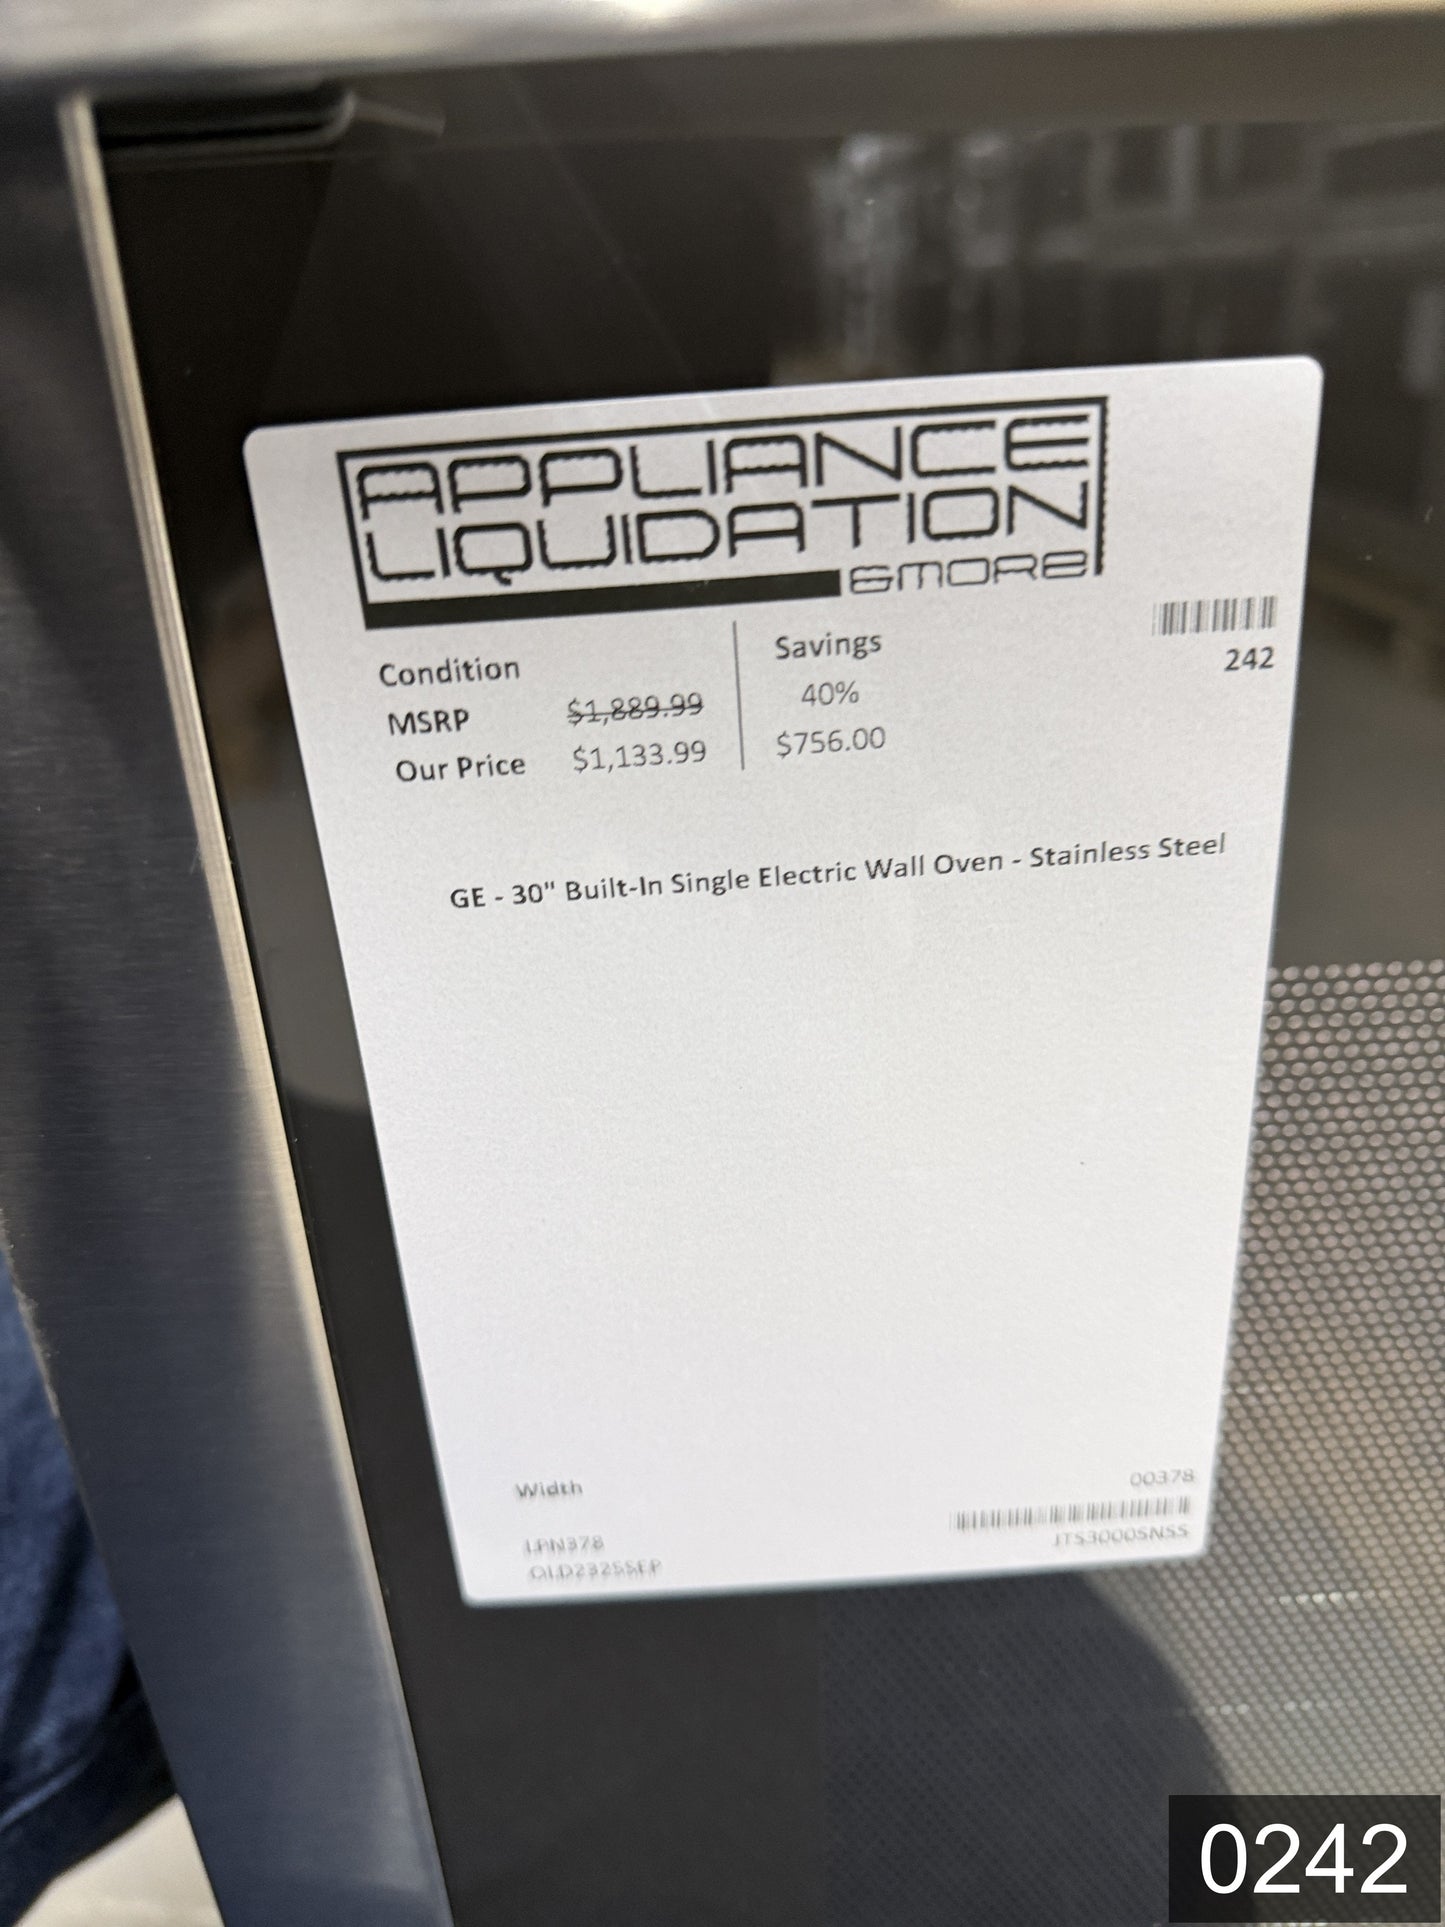 APPLIANCE
LIQUIDATION
&MORE
242
Condition
MSRP $1,889.99
Our Price $1,133.99
Savings
40%
$756.00
GE - 30" Built-In Single Electric Wall Oven - Stainless Steel
Width
00378
LPN378
JTS3000SNSS
0242